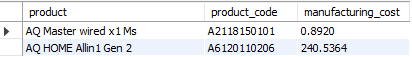 product product_code manufacturing_cost
AQ Master wired x1 Ms A2118150101 0.8920
AQ HOME Allin1 Gen 2 A6120110206 240.5364